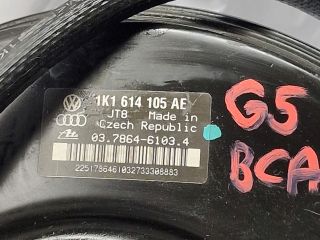 1K1 614 105 AE
JT8 Made in
Czech Republic
03.7864-6103.4
2251786461032733308883
G5
BCA